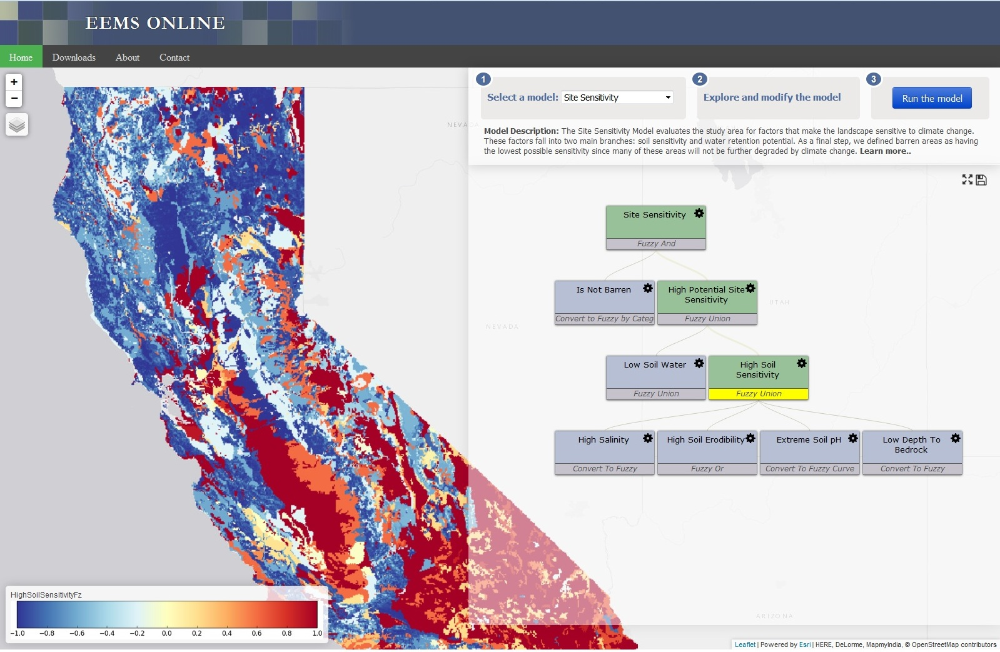 EEMS ONLINE
Home Downloads About Contact
+
−
1 2 3
Select a model: Site Sensitivity
Explore and modify the model
Run the model
Model Description: The Site Sensitivity Model evaluates the study area for factors that make the landscape sensitive to climate change.
These factors fall into two main branches: soil sensitivity and water retention potential. As a final step, we defined barren areas as having
the lowest possible sensitivity since many of these areas will not be further degraded by climate change. Learn more..
NEVADA
Site Sensitivity
Fuzzy And
Is Not Barren
Convert to Fuzzy by Categ
High Potential Site
Sensitivity
Fuzzy Union
UTAH
NEVADA
Low Soil Water
Fuzzy Union
High Soil
Sensitivity
Fuzzy Union
High Salinity
Convert To Fuzzy
High Soil Erodibility
Fuzzy Or
Extreme Soil pH
Convert To Fuzzy Curve
Low Depth To
Bedrock
Convert To Fuzzy
ARIZONA
HighSoilSensitivityFz
−1.0 −0.8 −0.6 −0.4 −0.2 0.0 0.2 0.4 0.6 0.8 1.0
Leaflet | Powered by Esri | HERE, DeLorme, MapmyIndia, © OpenStreetMap contributors